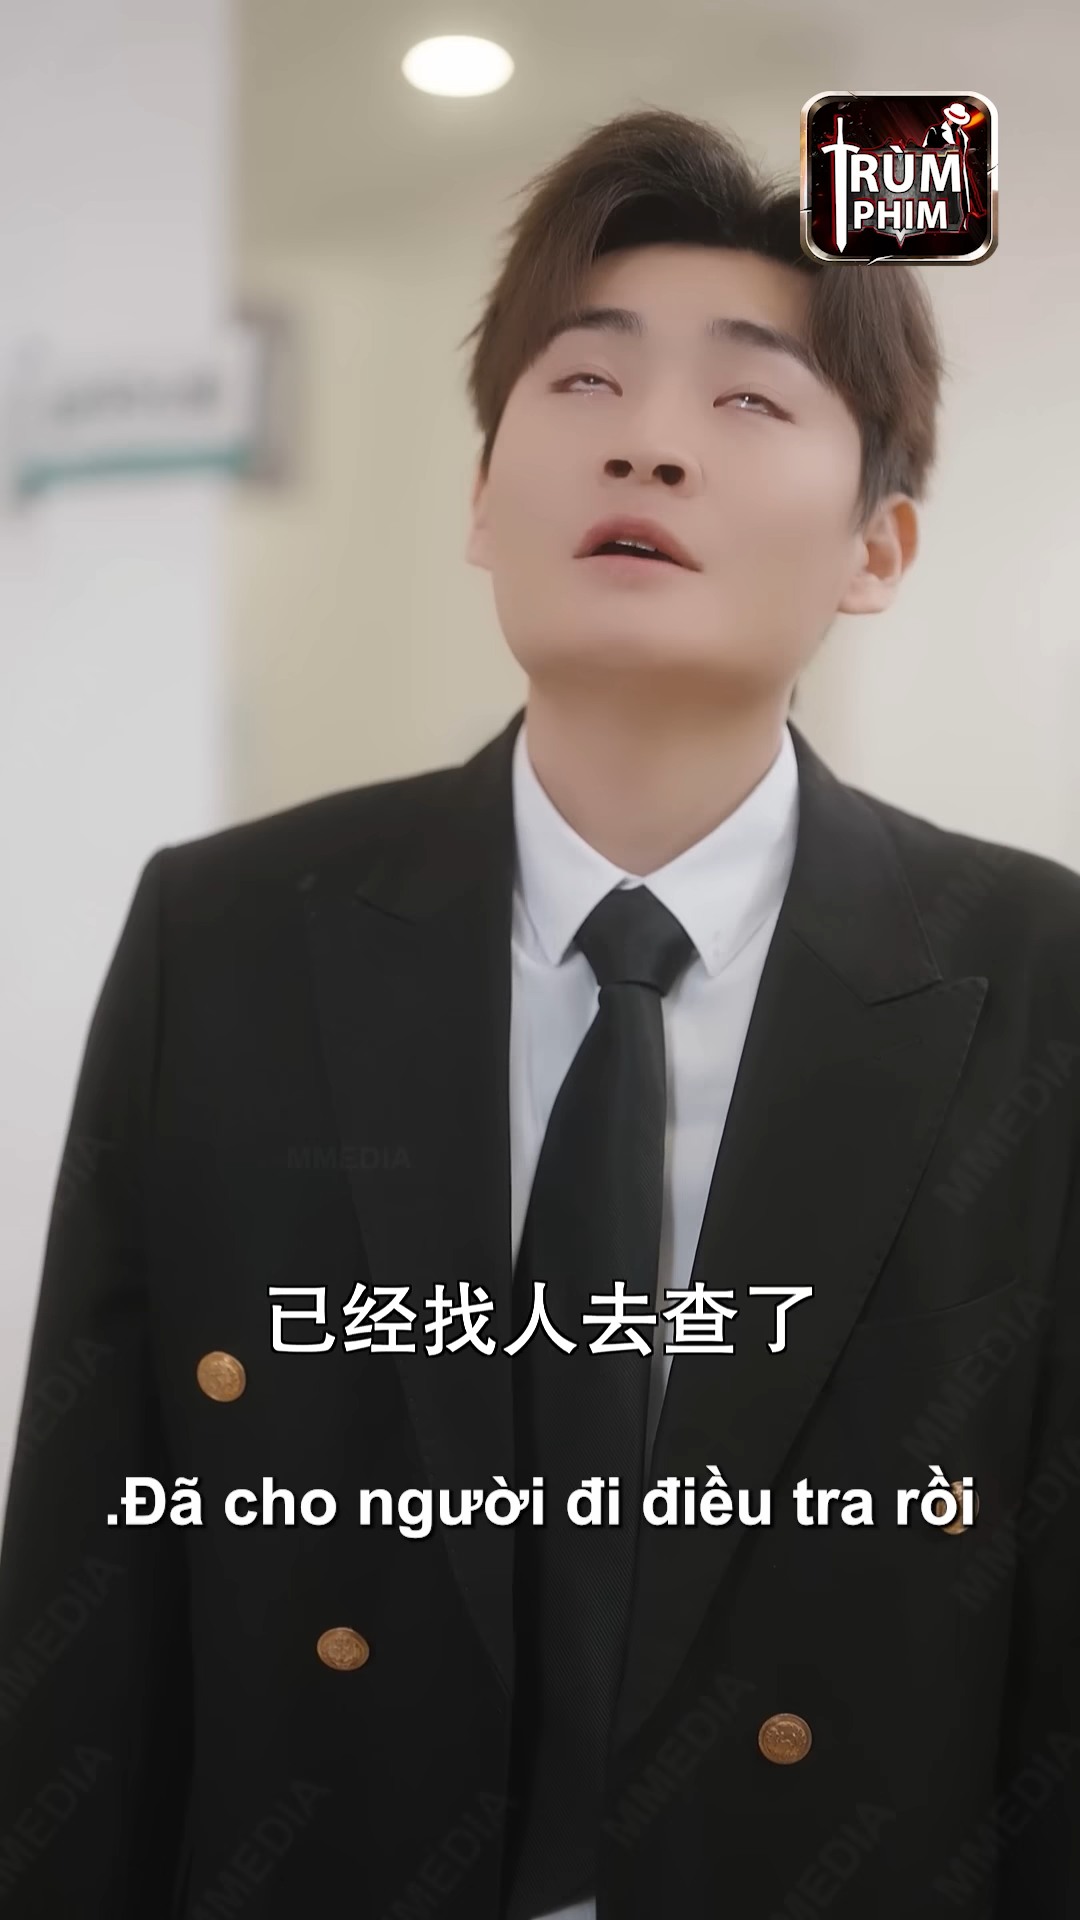 TRÙM
PHIM
MMEDIA
已经找人去查了
.Đã cho người đi điều tra rồi